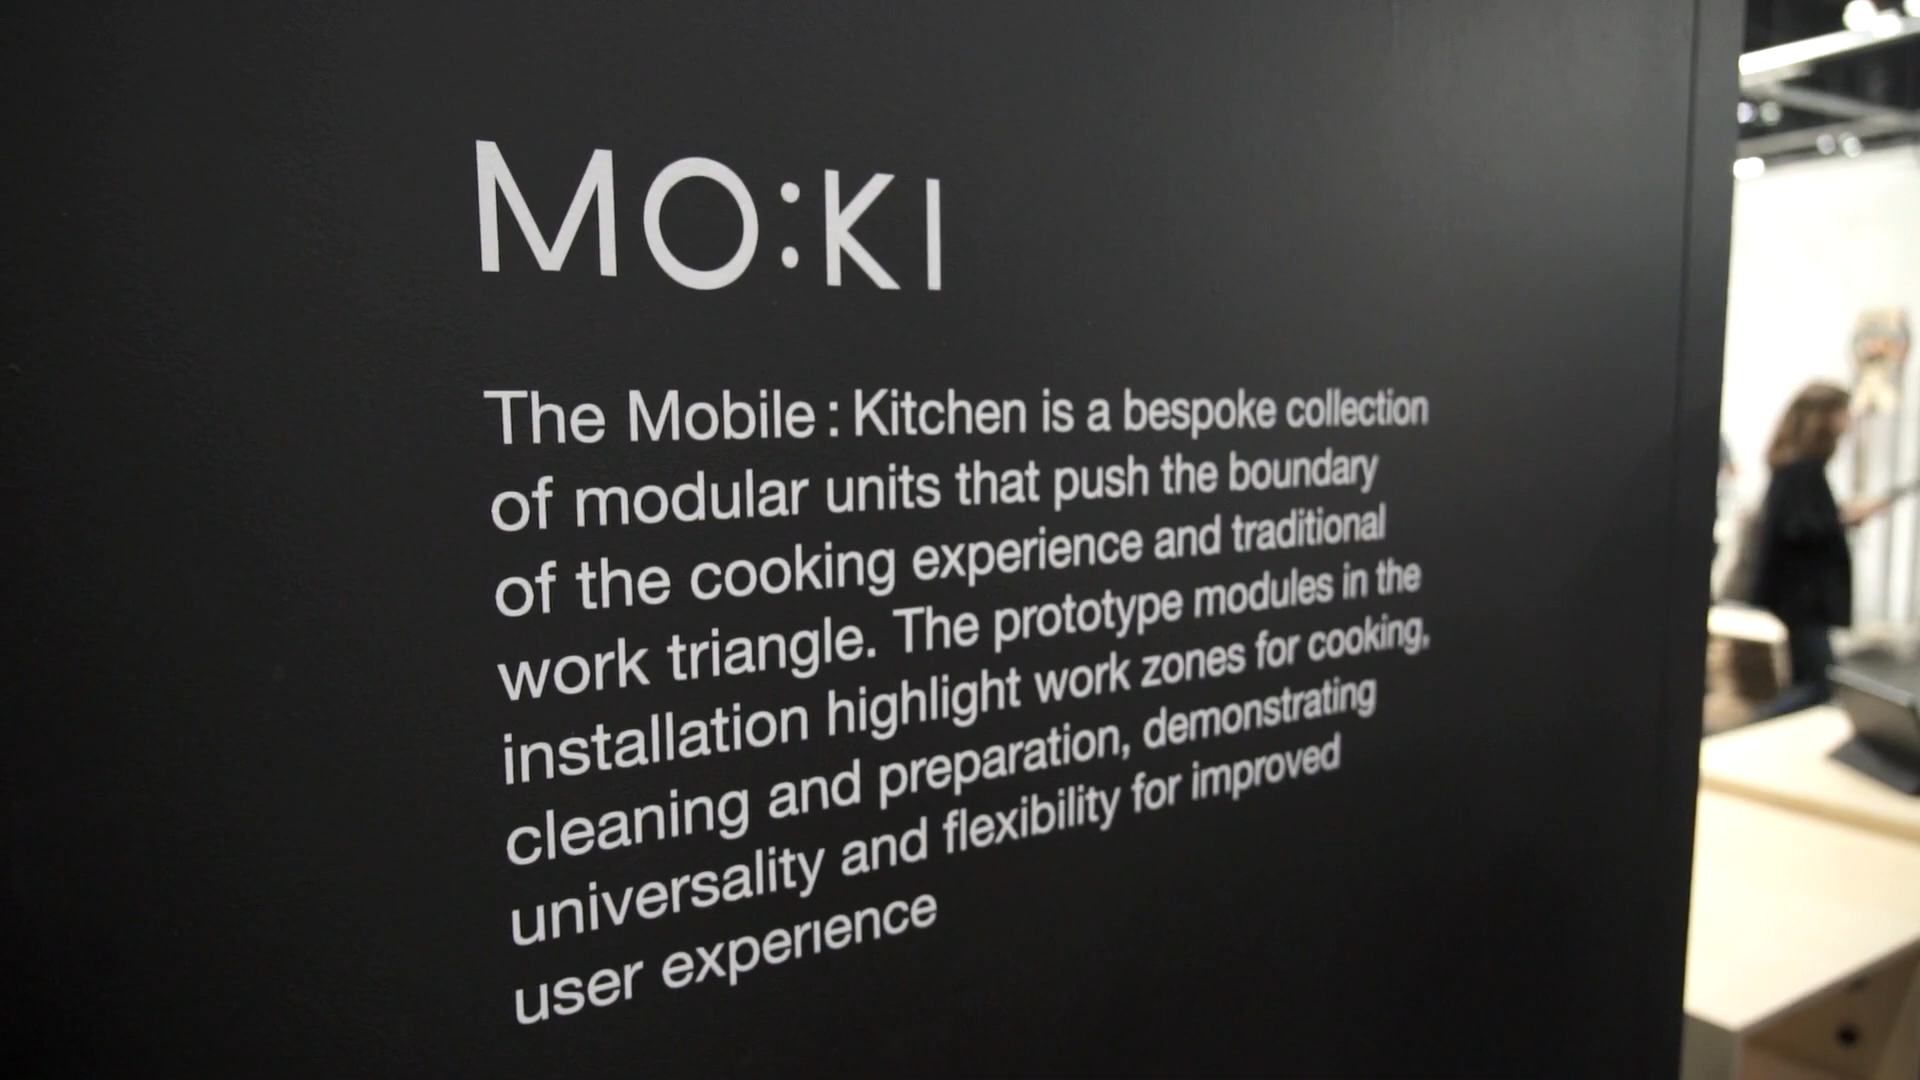 MO:KI
The Mobile : Kitchen is a bespoke collection
of modular units that push the boundary
of the cooking experience and traditional
work triangle. The prototype modules in the
installation highlight work zones for cooking,
cleaning and preparation, demonstrating
universality and flexibility for improved
user experience